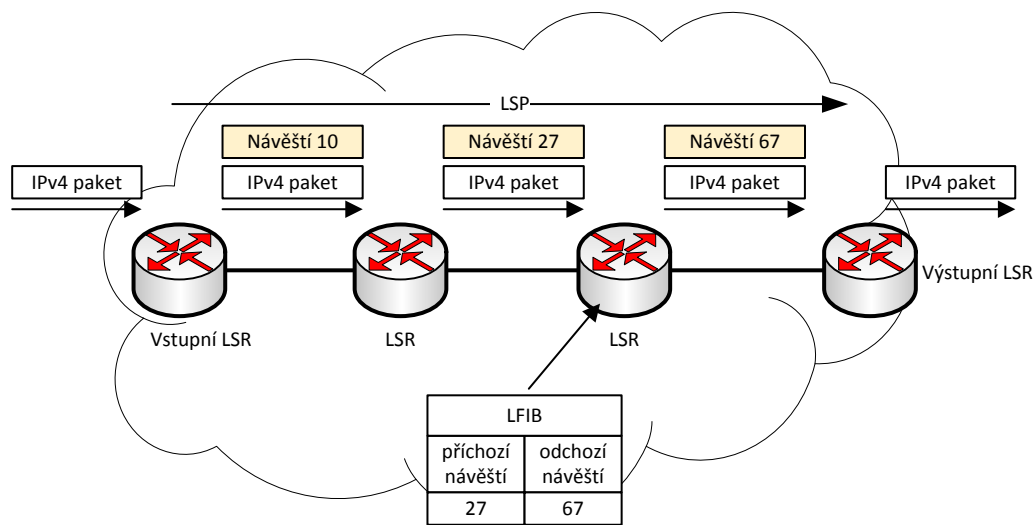 LSP
Návěští 10
Návěští 27
Návěští 67
IPv4 paket
IPv4 paket
IPv4 paket
IPv4 paket
IPv4 paket
Výstupní LSR
Vstupní LSR
LSR
LSR
LFIB
příchozí návěští
odchozí návěští
27
67